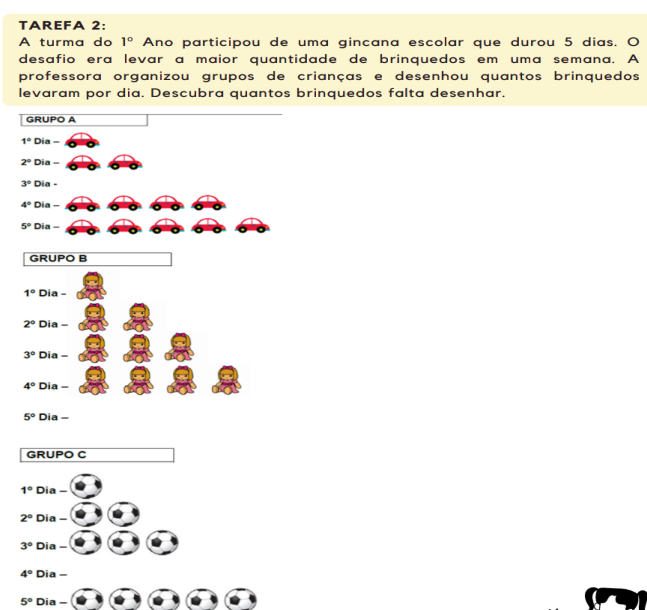 TAREFA 2:
A turma do 1º Ano participou de uma gincana escolar que durou 5 dias. O
desafio era levar a maior quantidade de brinquedos em uma semana. A
professora organizou grupos de crianças e desenhou quantos brinquedos
levaram por dia. Descubra quantos brinquedos falta desenhar.
GRUPO A
1º Dia –
2º Dia –
3º Dia -
4º Dia –
5º Dia –
GRUPO B
1º Dia –
2º Dia –
3º Dia –
4º Dia –
5º Dia –
GRUPO C
1º Dia –
2º Dia –
3º Dia –
4º Dia –
5º Dia –